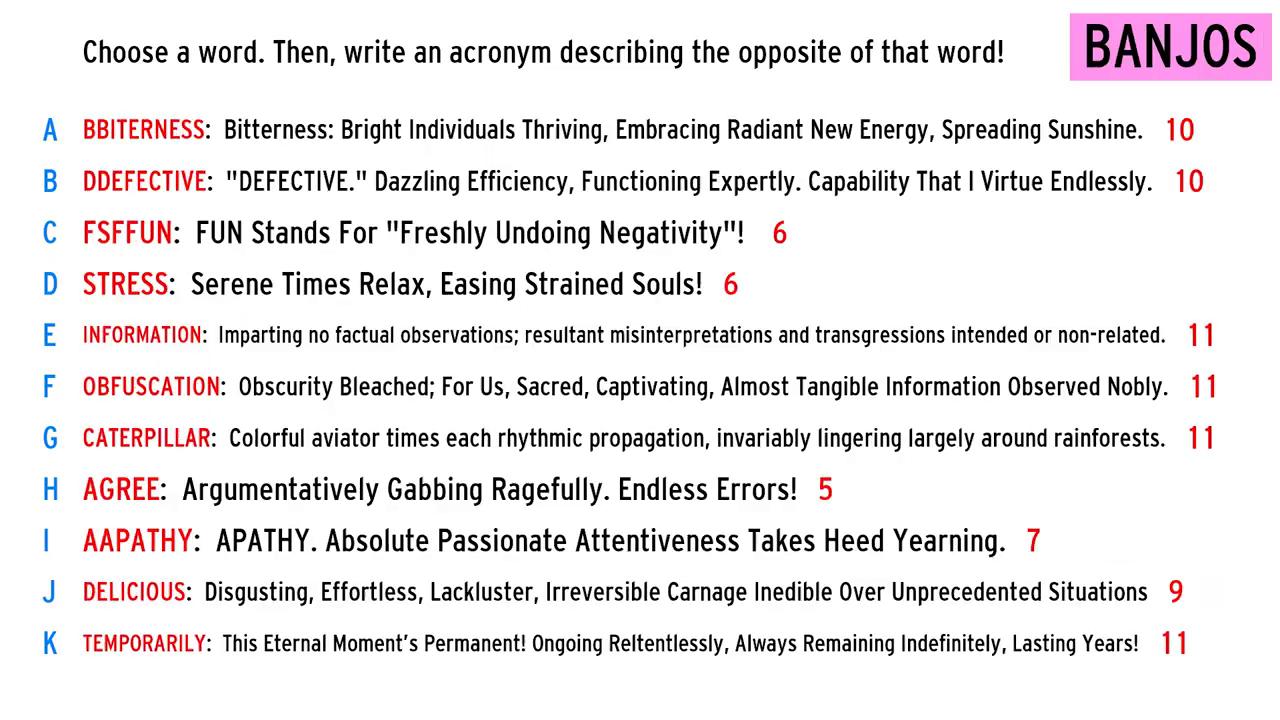 Choose a word. Then, write an acronym describing the opposite of that word!
BANJOS
A BBITERNESS: Bitterness: Bright Individuals Thriving, Embracing Radiant New Energy, Spreading Sunshine. 10
B DDEFECTIVE: "DEFECTIVE." Dazzling Efficiency, Functioning Expertly. Capability That I Virtue Endlessly. 10
C FSFFUN: FUN Stands For "Freshly Undoing Negativity"! 6
D STRESS: Serene Times Relax, Easing Strained Souls! 6
E INFORMATION: Imparting no factual observations; resultant misinterpretations and transgressions intended or non-related. 11
F OBFUSCATION: Obscurity Bleached; For Us, Sacred, Captivating, Almost Tangible Information Observed Nobly. 11
G CATERPILLAR: Colorful aviator times each rhythmic propagation, invariably lingering largely around rainforests. 11
H AGREE: Argumentatively Gabbing Ragefully. Endless Errors! 5
I AAPATHY: APATHY. Absolute Passionate Attentiveness Takes Heed Yearning. 7
J DELICIOUS: Disgusting, Effortless, Lackluster, Irreversible Carnage Inedible Over Unprecedented Situations 9
K TEMPORARILY: This Eternal Moment's Permanent! Ongoing Reltentlessly, Always Remaining Indefinitely, Lasting Years! 11